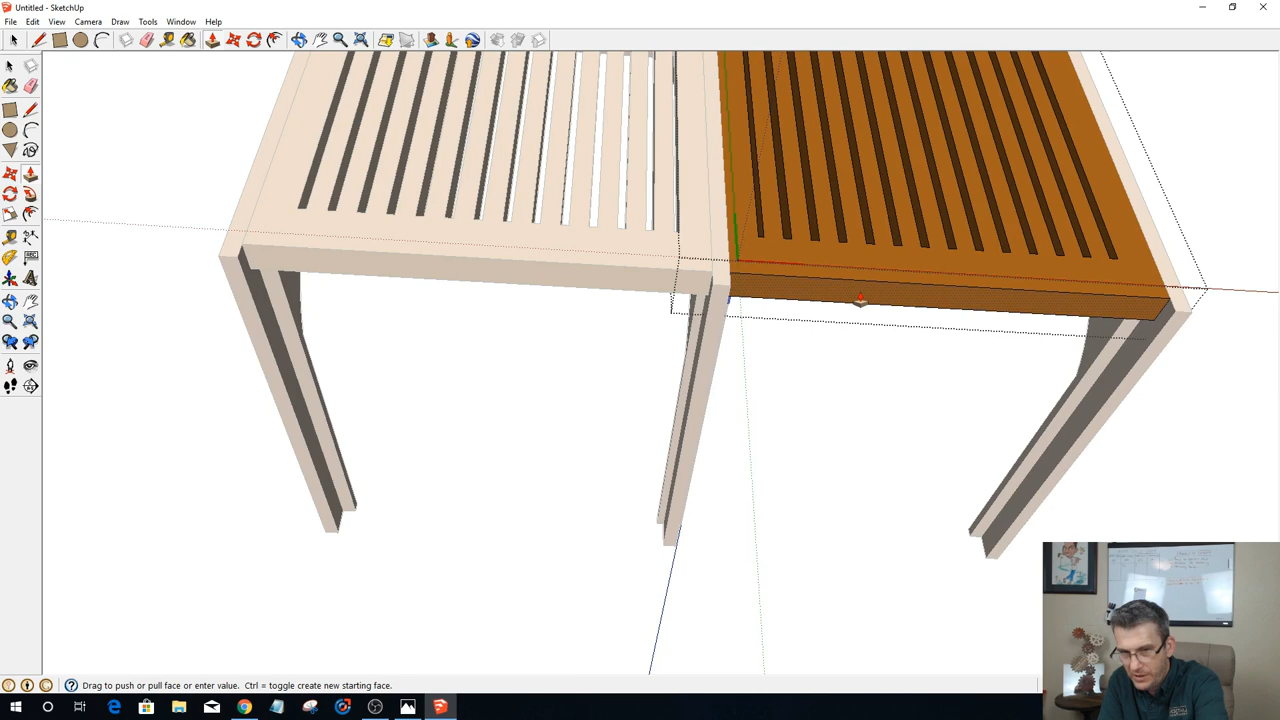 Untitled - SketchUp
File Edit View Camera Draw Tools Window Help
ABC
Drag to push or pull face or enter value. Ctrl = toggle create new starting face.